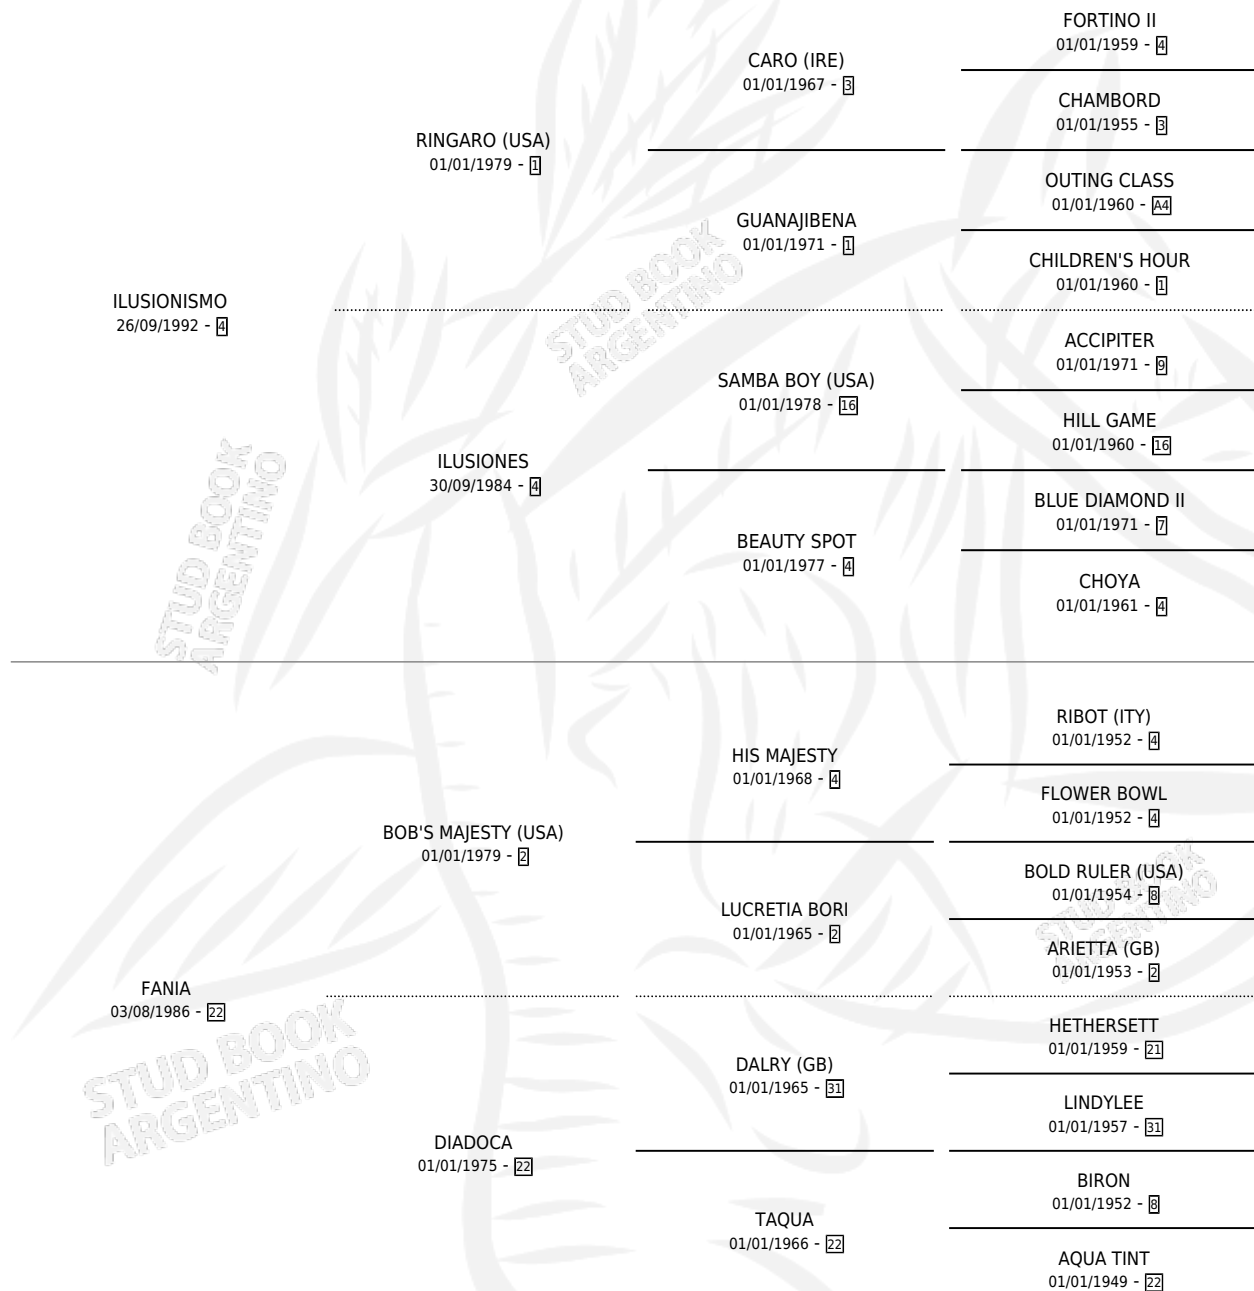 FORTINO II
01/01/1959 - 4
CARO (IRE)
01/01/1967 - 3
CHAMBORD
01/01/1955 - 3
RINGARO (USA)
01/01/1979 - 1
OUTING CLASS
01/01/1960 - A4
GUANAJIBENA
01/01/1971 - 1
CHILDREN'S HOUR
01/01/1960 - 1
ILUSIONISMO
26/09/1992 - 4
ACCIPITER
01/01/1971 - 9
SAMBA BOY (USA)
01/01/1978 - 16
HILL GAME
01/01/1960 - 16
ILUSIONES
30/09/1984 - 4
BLUE DIAMOND II
01/01/1971 - 7
BEAUTY SPOT
01/01/1977 - 4
CHOYA
01/01/1961 - 4
RIBOT (ITY)
01/01/1952 - 4
HIS MAJESTY
01/01/1968 - 4
FLOWER BOWL
01/01/1952 - 4
BOB'S MAJESTY (USA)
01/01/1979 - 2
BOLD RULER (USA)
01/01/1954 - 8
LUCRETIA BORI
01/01/1965 - 2
ARIETTA (GB)
01/01/1953 - 2
FANIA
03/08/1986 - 22
HETHERSETT
01/01/1959 - 21
DALRY (GB)
01/01/1965 - 31
LINDYLEE
01/01/1957 - 31
DIADOCA
01/01/1975 - 22
BIRON
01/01/1952 - 8
TAQUA
01/01/1966 - 22
AQUA TINT
01/01/1949 - 22
STUD BOOK
ARGENTINO
STUD BOOK
ARGENTINO
STUD BOOK
ARGENTINO
STUD BOOK
ARGENTINO